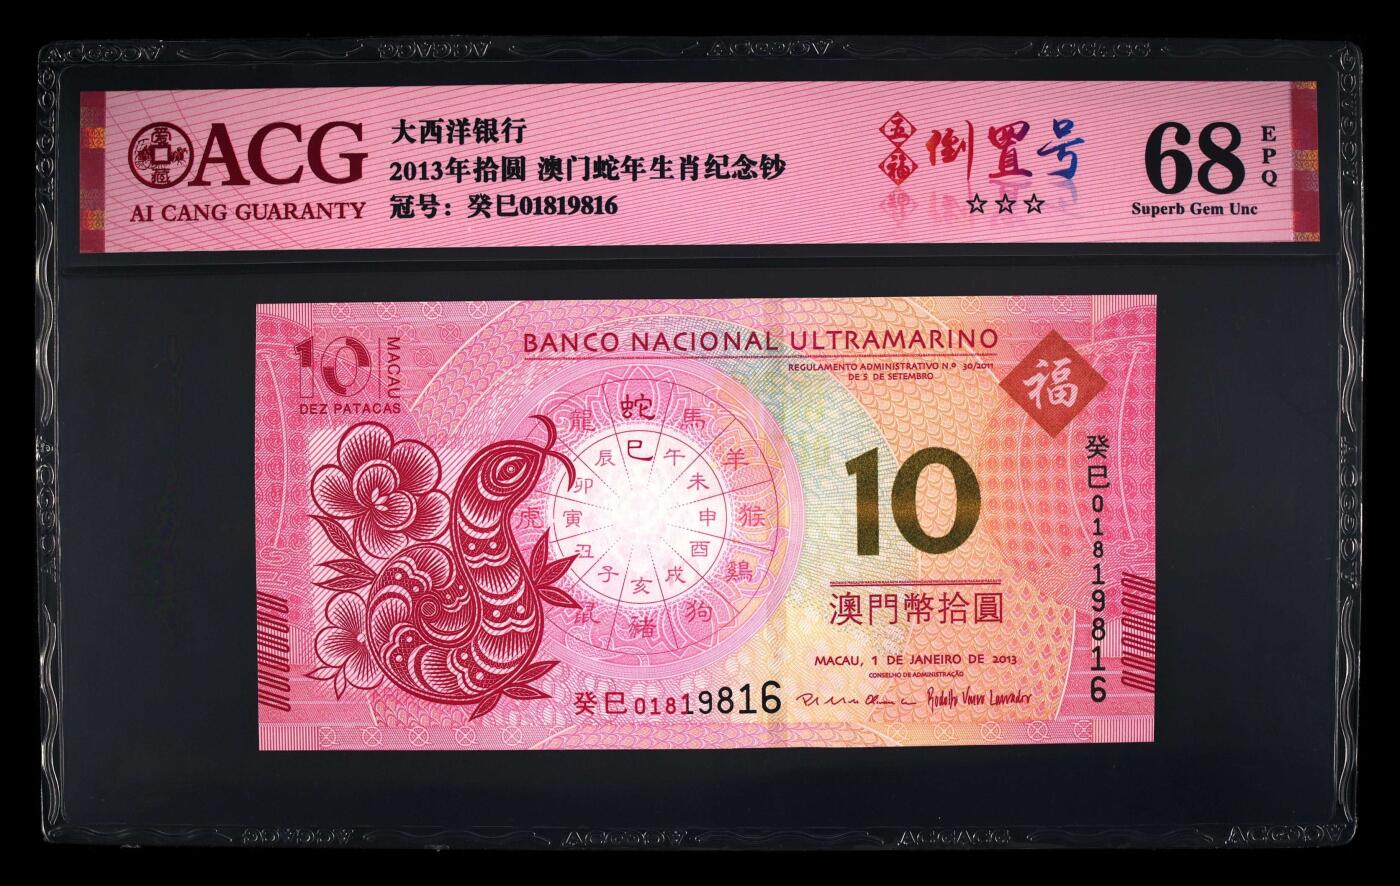 ACG
AI CANG GUARANTY
大西洋银行
2013年拾圆 澳门蛇年生肖纪念钞
冠号：癸巳01819816
五福
倒置号
☆☆☆
68
EPQ
Superb Gem Unc
10
MACAU
DEZ PATACAS
BANCO NACIONAL ULTRAMARINO
REGULAMENTO ADMINISTRATIVO N.º 30/2011
DE 5 DE SETEMBRO
福
癸巳01819816
蛇
馬
羊
猴
鷄
狗
豬
鼠
虎
龍
巳
午
未
申
酉
戌
亥
子
丑
寅
卯
辰
10
澳門幣拾圓
MACAU, 1 DE JANEIRO DE 2013
CONSELHO DE ADMINISTRAÇÃO
癸巳01819816